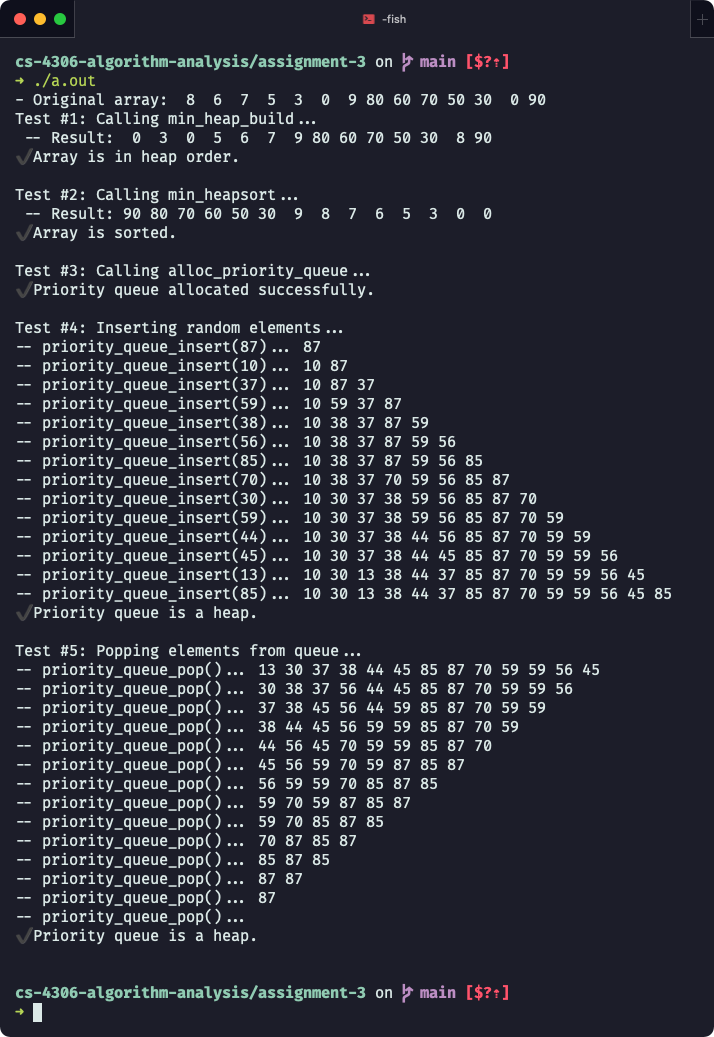 -fish
cs-4306-algorithm-analysis/assignment-3 on main [$?⇡]
➜ ./a.out
- Original array:  8  6  7  5  3  0  9 80 60 70 50 30  0 90
Test #1: Calling min_heap_build...
 -- Result:  0  3  0  5  6  7  9 80 60 70 50 30  8 90
✔Array is in heap order.
Test #2: Calling min_heapsort...
 -- Result: 90 80 70 60 50 30  9  8  7  6  5  3  0  0
✔Array is sorted.
Test #3: Calling alloc_priority_queue...
✔Priority queue allocated successfully.
Test #4: Inserting random elements...
-- priority_queue_insert(87)... 87
-- priority_queue_insert(10)... 10 87
-- priority_queue_insert(37)... 10 87 37
-- priority_queue_insert(59)... 10 59 37 87
-- priority_queue_insert(38)... 10 38 37 87 59
-- priority_queue_insert(56)... 10 38 37 87 59 56
-- priority_queue_insert(85)... 10 38 37 87 59 56 85
-- priority_queue_insert(70)... 10 38 37 70 59 56 85 87
-- priority_queue_insert(30)... 10 30 37 38 59 56 85 87 70
-- priority_queue_insert(59)... 10 30 37 38 59 56 85 87 70 59
-- priority_queue_insert(44)... 10 30 37 38 44 56 85 87 70 59 59
-- priority_queue_insert(45)... 10 30 37 38 44 45 85 87 70 59 59 56
-- priority_queue_insert(13)... 10 30 13 38 44 37 85 87 70 59 59 56 45
-- priority_queue_insert(85)... 10 30 13 38 44 37 85 87 70 59 59 56 45 85
✔Priority queue is a heap.
Test #5: Popping elements from queue...
-- priority_queue_pop()... 13 30 37 38 44 45 85 87 70 59 59 56 45
-- priority_queue_pop()... 30 38 37 56 44 45 85 87 70 59 59 56
-- priority_queue_pop()... 37 38 45 56 44 59 85 87 70 59 59
-- priority_queue_pop()... 38 44 45 56 59 59 85 87 70 59
-- priority_queue_pop()... 44 56 45 70 59 59 85 87 70
-- priority_queue_pop()... 45 56 59 70 59 87 85 87
-- priority_queue_pop()... 56 59 59 70 85 87 85
-- priority_queue_pop()... 59 70 59 87 85 87
-- priority_queue_pop()... 59 70 85 87 85
-- priority_queue_pop()... 70 87 85 87
-- priority_queue_pop()... 85 87 85
-- priority_queue_pop()... 87 87
-- priority_queue_pop()... 87
-- priority_queue_pop()...
✔Priority queue is a heap.
cs-4306-algorithm-analysis/assignment-3 on main [$?⇡]
➜